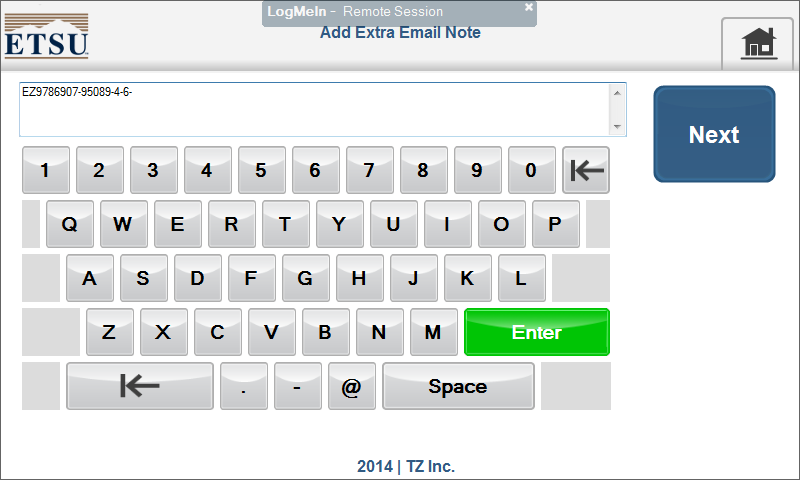 LogMeIn - Remote Session
ETSU
Add Extra Email Note
EZ9786907-95089-4-6-
Next
1 2 3 4 5 6 7 8 9 0
Q W E R T Y U I O P
A S D F G H J K L
Z X C V B N M Enter
. - @ Space
2014 | TZ Inc.